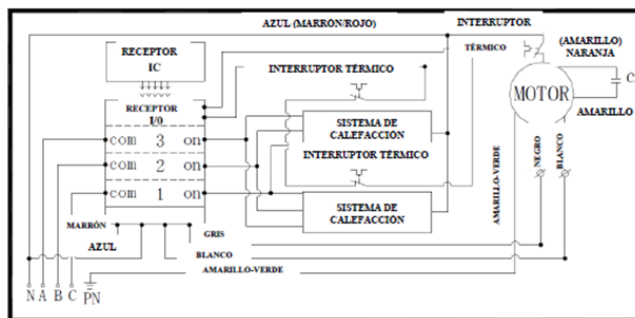 AZUL (MARRÓN/ROJO)
INTERRUPTOR
TÉRMICO
(AMARILLO)
NARANJA
RECEPTOR
IC
INTERRUPTOR TÉRMICO
C
MOTOR
AMARILLO
RECEPTOR
I/0
com 3 on
SISTEMA DE
CALEFACCIÓN
com 2 on
INTERRUPTOR TÉRMICO
com 1 on
SISTEMA DE
CALEFACCIÓN
AMARILLO-VERDE
NEGRO
BLANCO
MARRÓN
GRIS
AZUL
BLANCO
AMARILLO-VERDE
N A B C PN